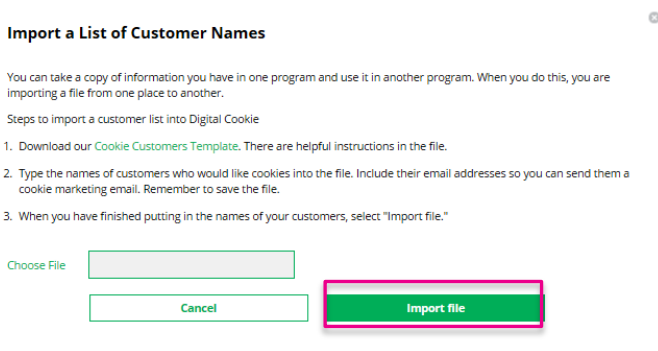 Import a List of Customer Names
You can take a copy of information you have in one program and use it in another program. When you do this, you are
importing a file from one place to another.
Steps to import a customer list into Digital Cookie
1. Download our Cookie Customers Template. There are helpful instructions in the file.
2. Type the names of customers who would like cookies into the file. Include their email addresses so you can send them a
cookie marketing email. Remember to save the file.
3. When you have finished putting in the names of your customers, select "Import file."
Choose File
Cancel Import file